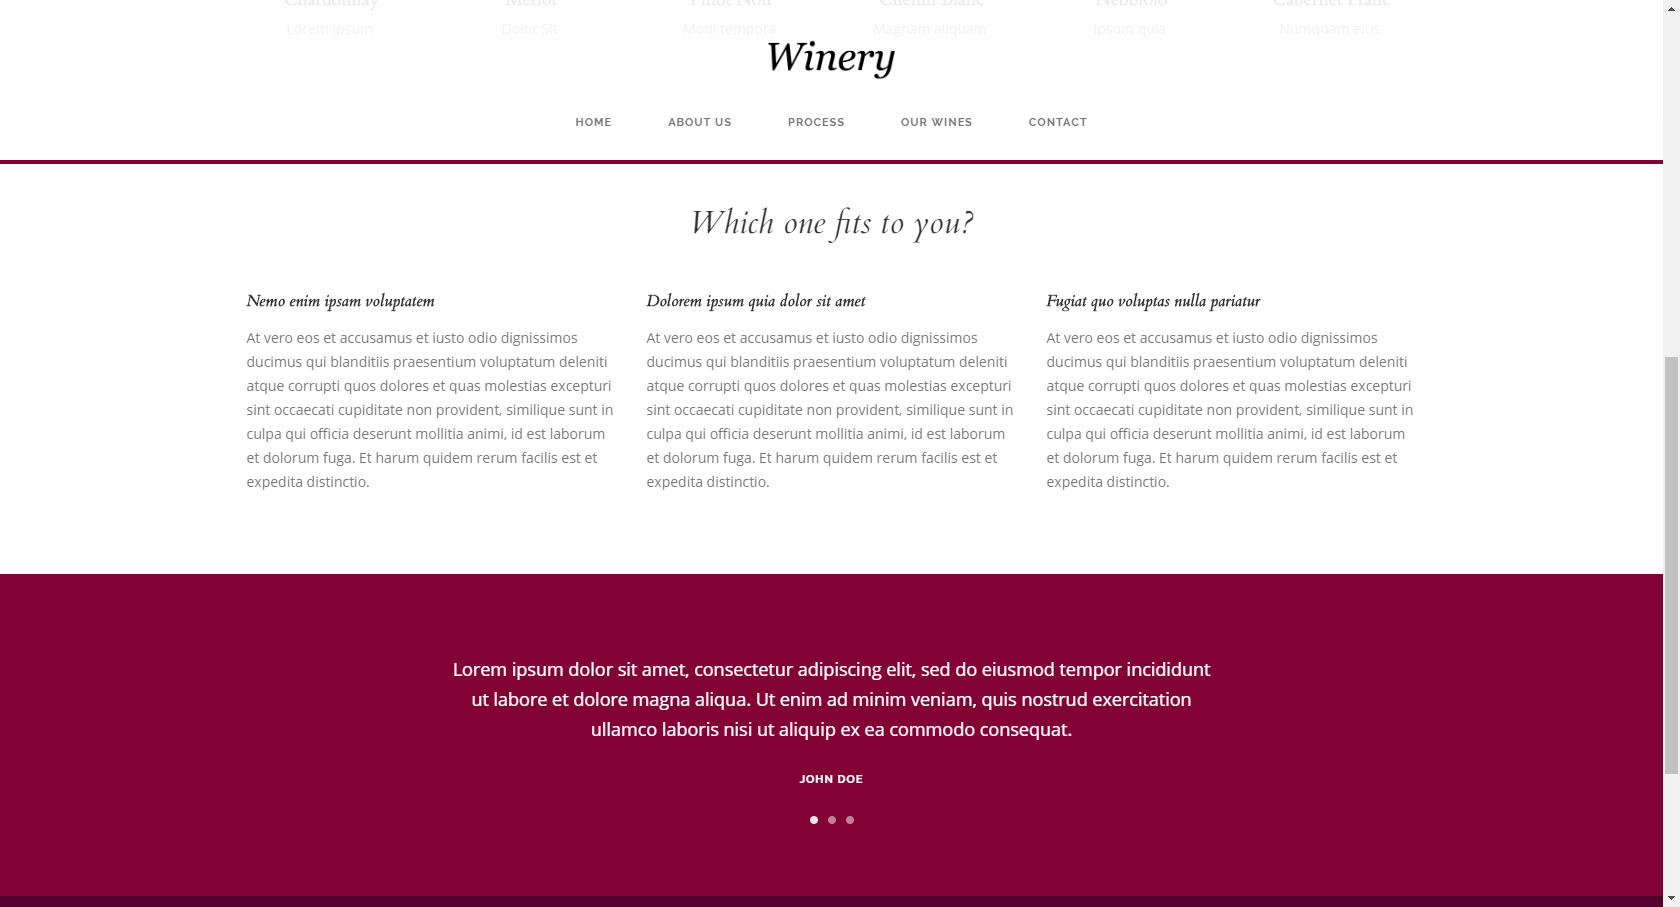 Chardonnay Merlot Pinot Noir Chenin Blanc Nebbiolo Cabernet Franc
Lorem Ipsum Dolor Sit Modi tempora Magnam aliquam Ipsum quia Numquam eius
Winery
HOME ABOUT US PROCESS OUR WINES CONTACT
Which one fits to you?
Nemo enim ipsam voluptatem
At vero eos et accusamus et iusto odio dignissimos
ducimus qui blanditiis praesentium voluptatum deleniti
atque corrupti quos dolores et quas molestias excepturi
sint occaecati cupiditate non provident, similique sunt in
culpa qui officia deserunt mollitia animi, id est laborum
et dolorum fuga. Et harum quidem rerum facilis est et
expedita distinctio.
Dolorem ipsum quia dolor sit amet
At vero eos et accusamus et iusto odio dignissimos
ducimus qui blanditiis praesentium voluptatum deleniti
atque corrupti quos dolores et quas molestias excepturi
sint occaecati cupiditate non provident, similique sunt in
culpa qui officia deserunt mollitia animi, id est laborum
et dolorum fuga. Et harum quidem rerum facilis est et
expedita distinctio.
Fugiat quo voluptas nulla pariatur
At vero eos et accusamus et iusto odio dignissimos
ducimus qui blanditiis praesentium voluptatum deleniti
atque corrupti quos dolores et quas molestias excepturi
sint occaecati cupiditate non provident, similique sunt in
culpa qui officia deserunt mollitia animi, id est laborum
et dolorum fuga. Et harum quidem rerum facilis est et
expedita distinctio.
Lorem ipsum dolor sit amet, consectetur adipiscing elit, sed do eiusmod tempor incididunt
ut labore et dolore magna aliqua. Ut enim ad minim veniam, quis nostrud exercitation
ullamco laboris nisi ut aliquip ex ea commodo consequat.
JOHN DOE